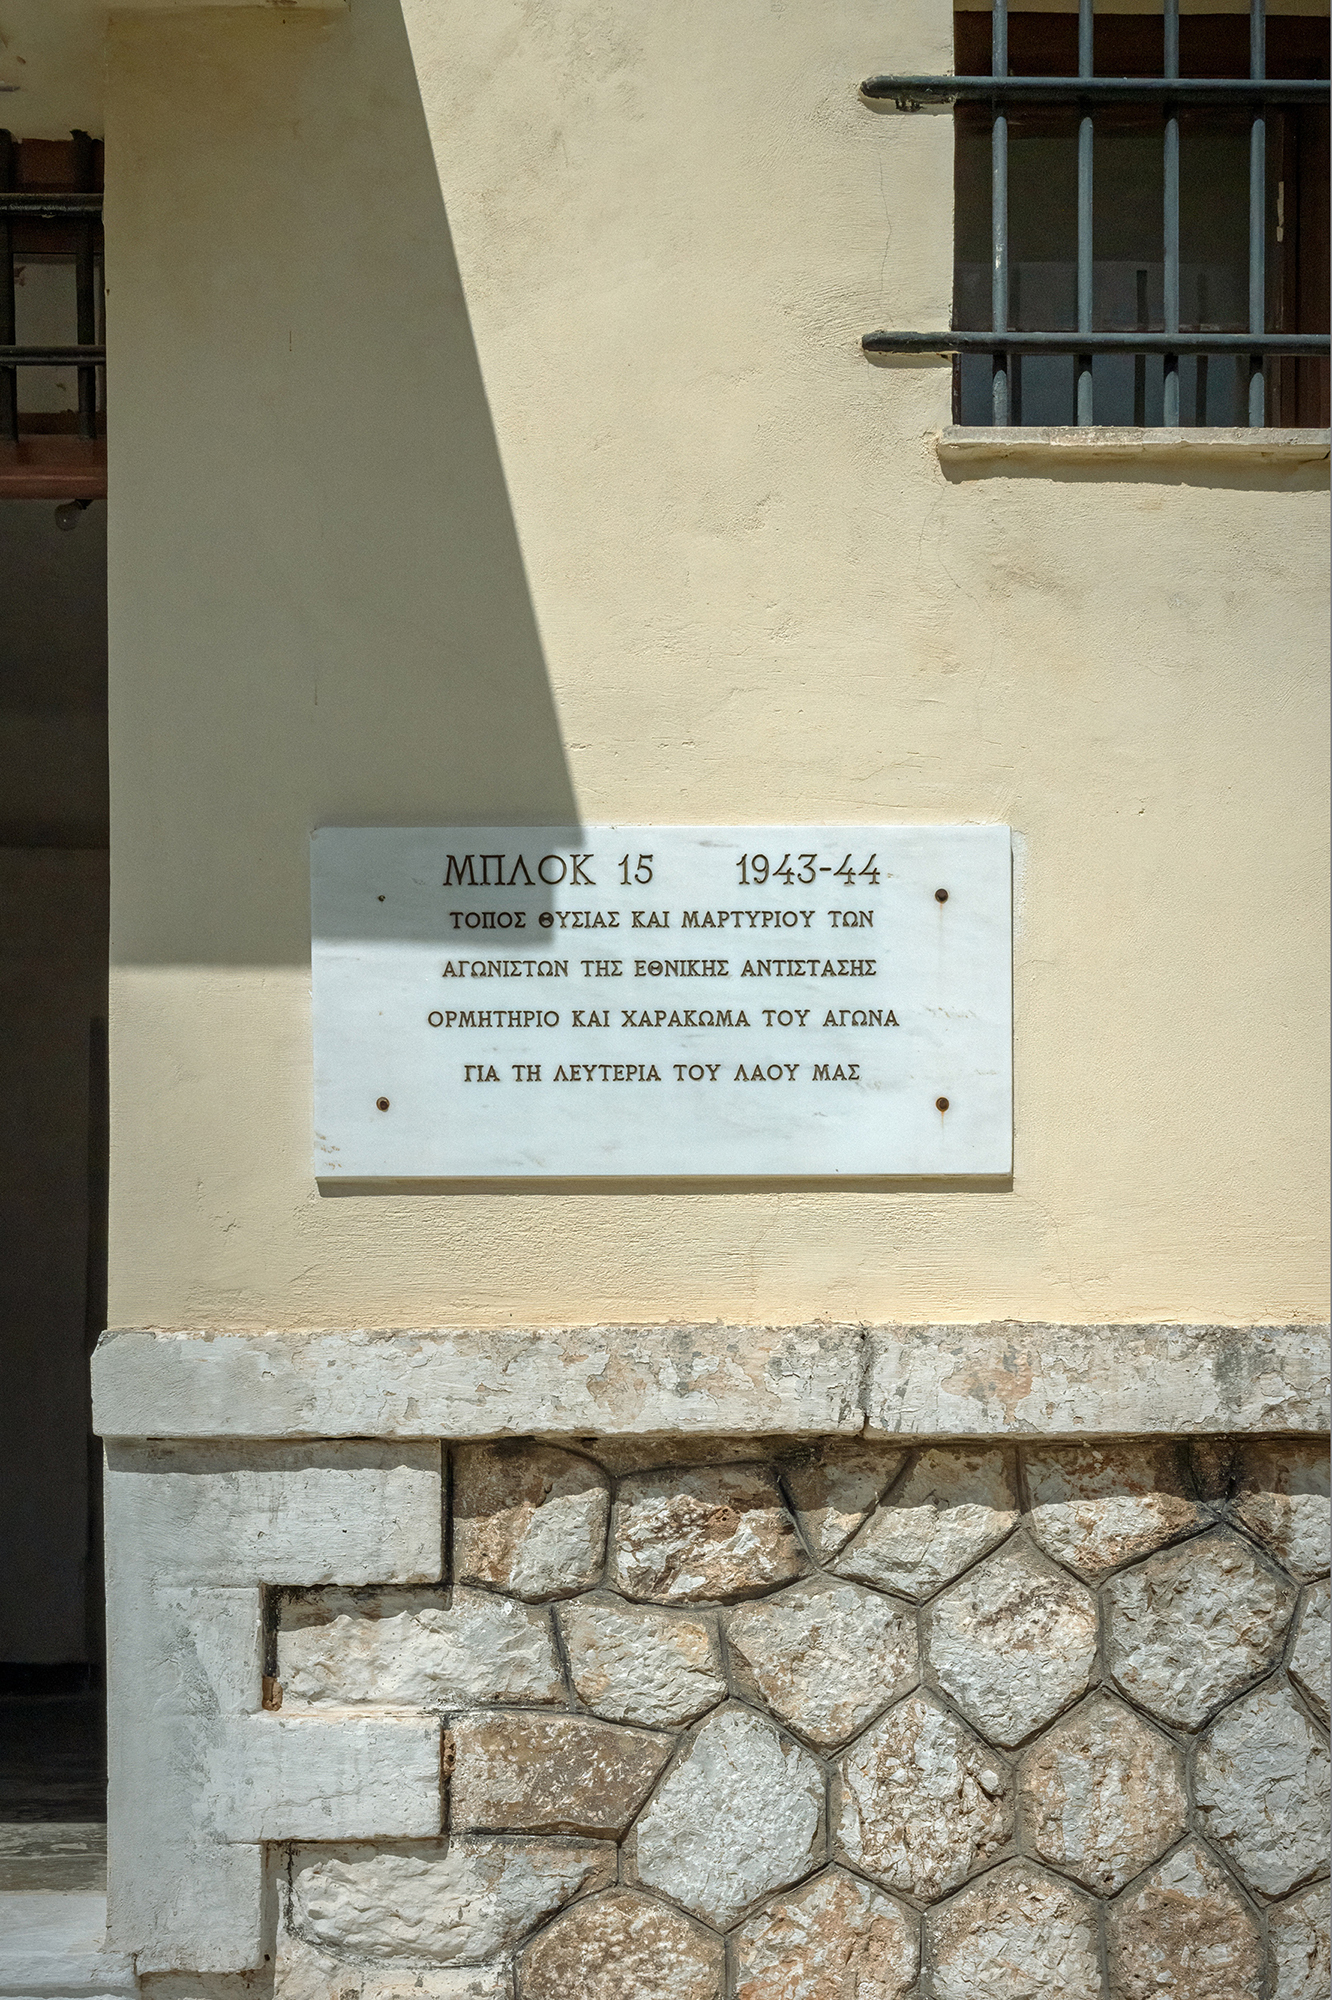 ΜΠΛΟΚ 15 1943-44
ΤΟΠΟΣ ΘΥΣΙΑΣ ΚΑΙ ΜΑΡΤΥΡΙΟΥ ΤΩΝ
ΑΓΩΝΙΣΤΩΝ ΤΗΣ ΕΘΝΙΚΗΣ ΑΝΤΙΣΤΑΣΗΣ
ΟΡΜΗΤΗΡΙΟ ΚΑΙ ΧΑΡΑΚΩΜΑ ΤΟΥ ΑΓΩΝΑ
ΓΙΑ ΤΗ ΛΕΥΤΕΡΙΑ ΤΟΥ ΛΑΟΥ ΜΑΣ